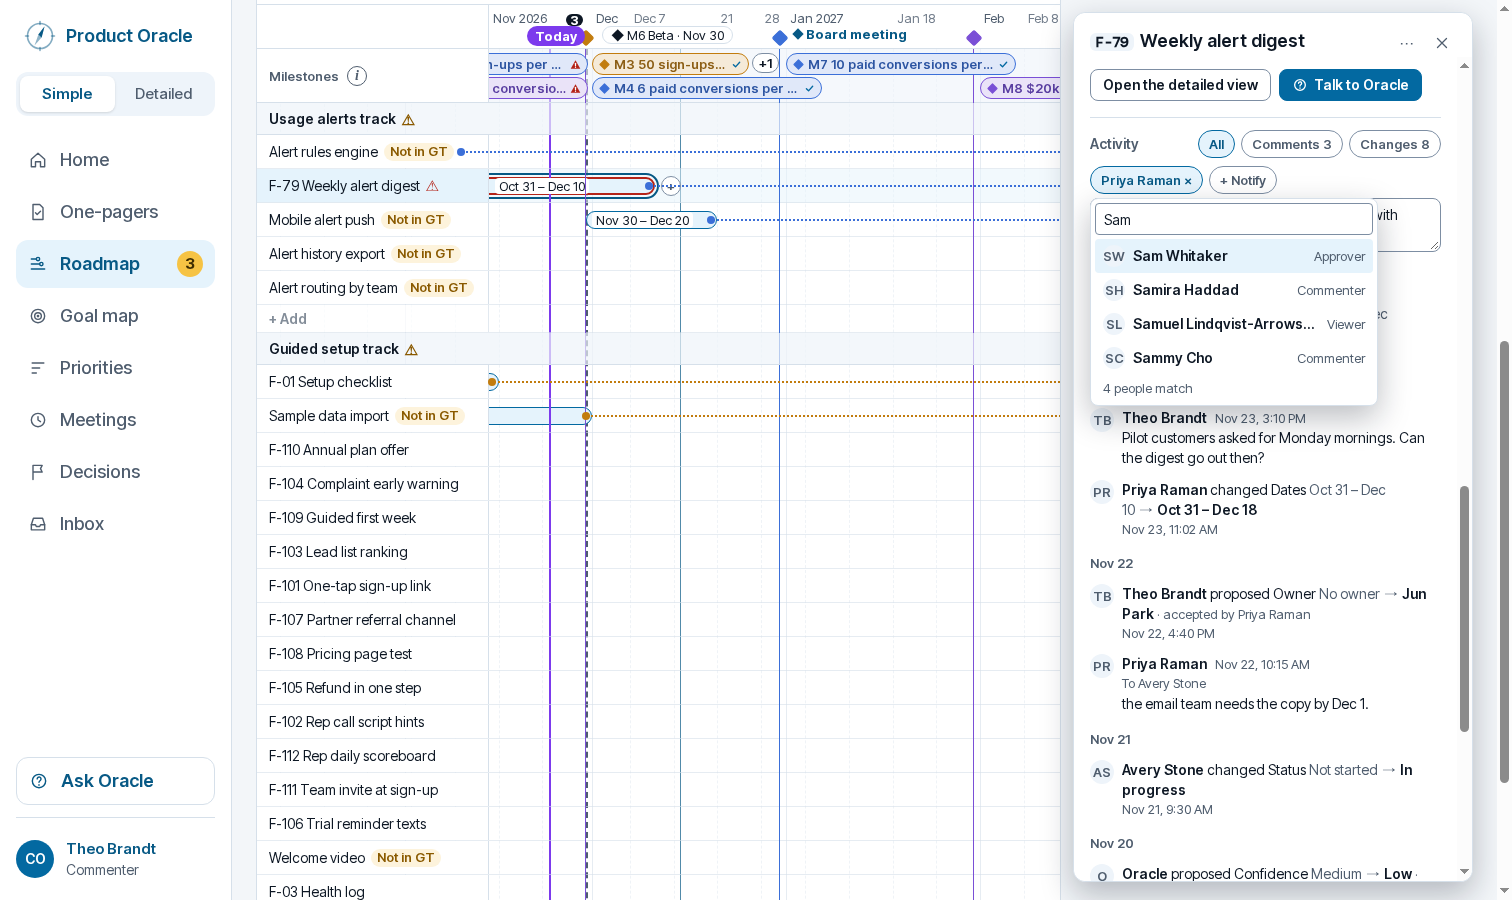 Product Oracle
Simple
Detailed
Home
One-pagers
Roadmap
3
Goal map
Priorities
Meetings
Decisions
Inbox
Ask Oracle
CO
Theo Brandt
Commenter
Nov 2026
3
Dec
Dec 7
21
28
Jan 2027
Jan 18
Feb
Feb 8
Today
M6 Beta · Nov 30
Board meeting
Milestones
i
n-ups per ...
M3 50 sign-ups...
+1
M7 10 paid conversions per...
conversio...
M4 6 paid conversions per ...
M8 $20k
Usage alerts track
Alert rules engine
Not in GT
F-79 Weekly alert digest
Oct 31 – Dec 10
+
Mobile alert push
Not in GT
Nov 30 – Dec 20
Alert history export
Not in GT
Alert routing by team
Not in GT
+ Add
Guided setup track
F-01 Setup checklist
Sample data import
Not in GT
F-110 Annual plan offer
F-104 Complaint early warning
F-109 Guided first week
F-103 Lead list ranking
F-101 One-tap sign-up link
F-107 Partner referral channel
F-108 Pricing page test
F-105 Refund in one step
F-102 Rep call script hints
F-112 Rep daily scoreboard
F-111 Team invite at sign-up
F-106 Trial reminder texts
Welcome video
Not in GT
F-03 Health log
F-79
Weekly alert digest
...
Open the detailed view
Talk to Oracle
Activity
All
Comments 3
Changes 8
Priya Raman ×
+ Notify
with
Sam
SW
Sam Whitaker
Approver
SH
Samira Haddad
Commenter
SL
Samuel Lindqvist-Arrows...
Viewer
SC
Sammy Cho
Commenter
4 people match
ec
TB
Theo Brandt
Nov 23, 3:10 PM
Pilot customers asked for Monday mornings. Can
the digest go out then?
PR
Priya Raman changed Dates Oct 31 – Dec
10 → Oct 31 – Dec 18
Nov 23, 11:02 AM
Nov 22
TB
Theo Brandt proposed Owner No owner → Jun
Park · accepted by Priya Raman
Nov 22, 4:40 PM
PR
Priya Raman
Nov 22, 10:15 AM
To Avery Stone
the email team needs the copy by Dec 1.
Nov 21
AS
Avery Stone changed Status Not started → In
progress
Nov 21, 9:30 AM
Nov 20
O
Oracle proposed Confidence Medium → Low ·